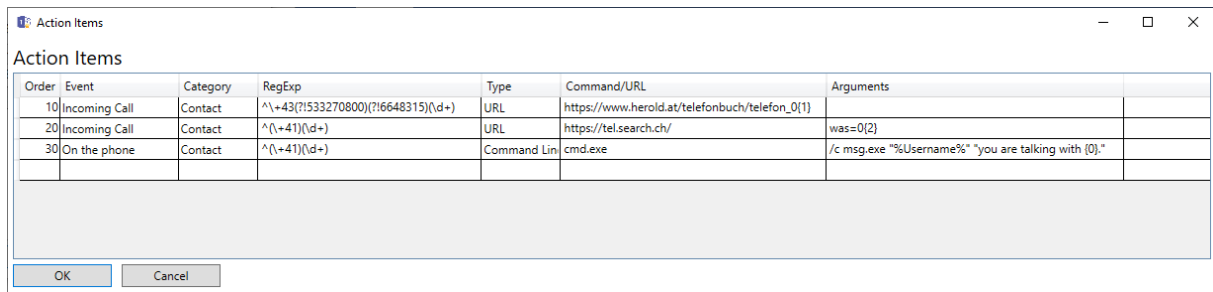 Action Items
Action Items
Order Event Category RegExp Type Command/URL Arguments
10 Incoming Call Contact ^\+43(?!533270800)(?!6648315)(\d+) URL https://www.herold.at/telefonbuch/telefon_0{1}
20 Incoming Call Contact ^(\+41)(\d+) URL https://tel.search.ch/ was=0{2}
30 On the phone Contact ^(\+41)(\d+) Command Lin cmd.exe /c msg.exe "%Username%" "you are talking with {0}."
OK Cancel